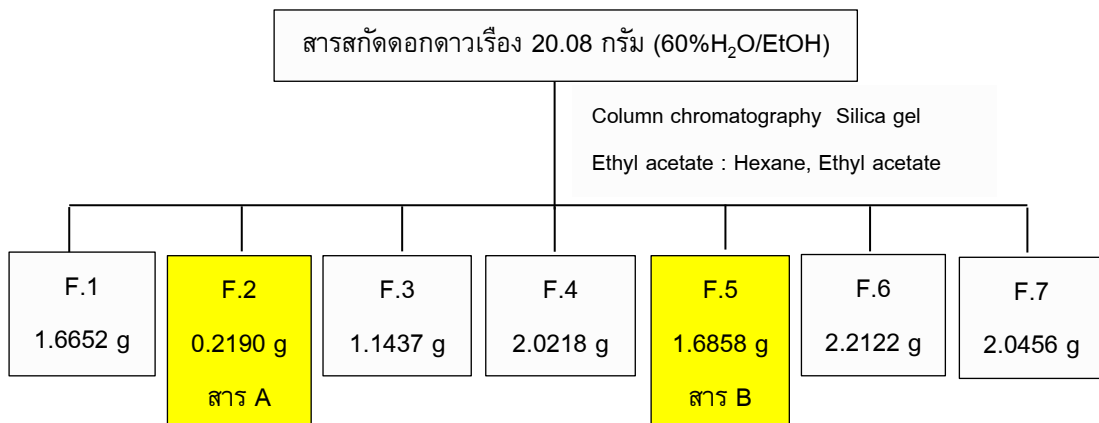 สารสกัดดอกดาวเรือง 20.08 กรัม (60%H₂O/EtOH)
Column chromatography Silica gel
Ethyl acetate : Hexane, Ethyl acetate
F.1
1.6652 g
F.2
0.2190 g
สาร A
F.3
1.1437 g
F.4
2.0218 g
F.5
1.6858 g
สาร B
F.6
2.2122 g
F.7
2.0456 g